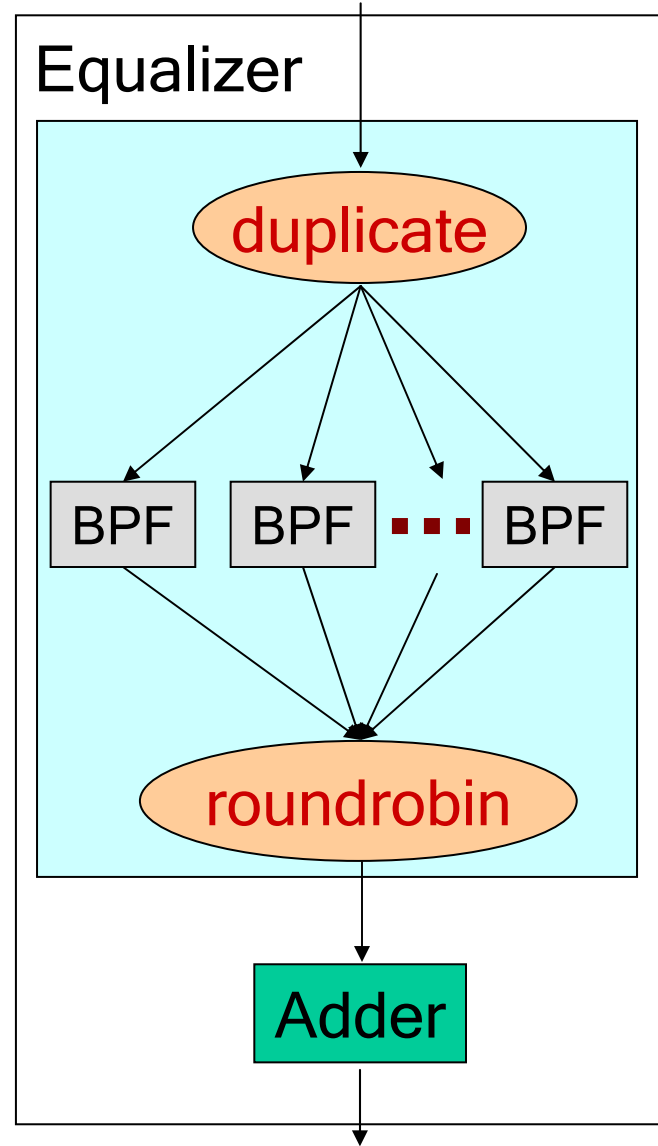 Equalizer
duplicate
BPF BPF BPF
roundrobin
Adder